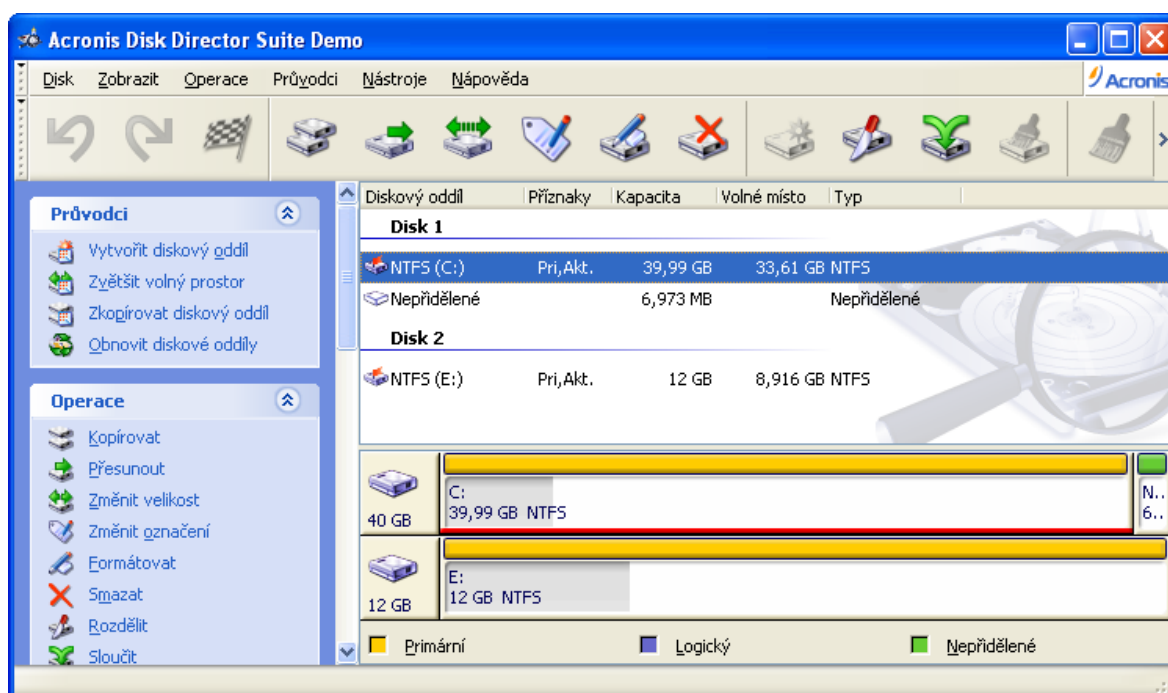 Acronis Disk Director Suite Demo
Disk Zobrazit Operace Průvodci Nástroje Nápověda
Acronis
Průvodci
Vytvořit diskový oddíl
Zvětšit volný prostor
Zkopírovat diskový oddíl
Obnovit diskové oddíly
Operace
Kopírovat
Přesunout
Změnit velikost
Změnit označení
Formátovat
Smazat
Rozdělit
Sloučit
Diskový oddíl Příznaky Kapacita Volné místo Typ
Disk 1
NTFS (C:) Pri,Akt. 39,99 GB 33,61 GB NTFS
Nepřidělené 6,973 MB Nepřidělené
Disk 2
NTFS (E:) Pri,Akt. 12 GB 8,916 GB NTFS
40 GB
C:
39,99 GB NTFS
N..
6..
12 GB
E:
12 GB NTFS
Primární Logický Nepřidělené